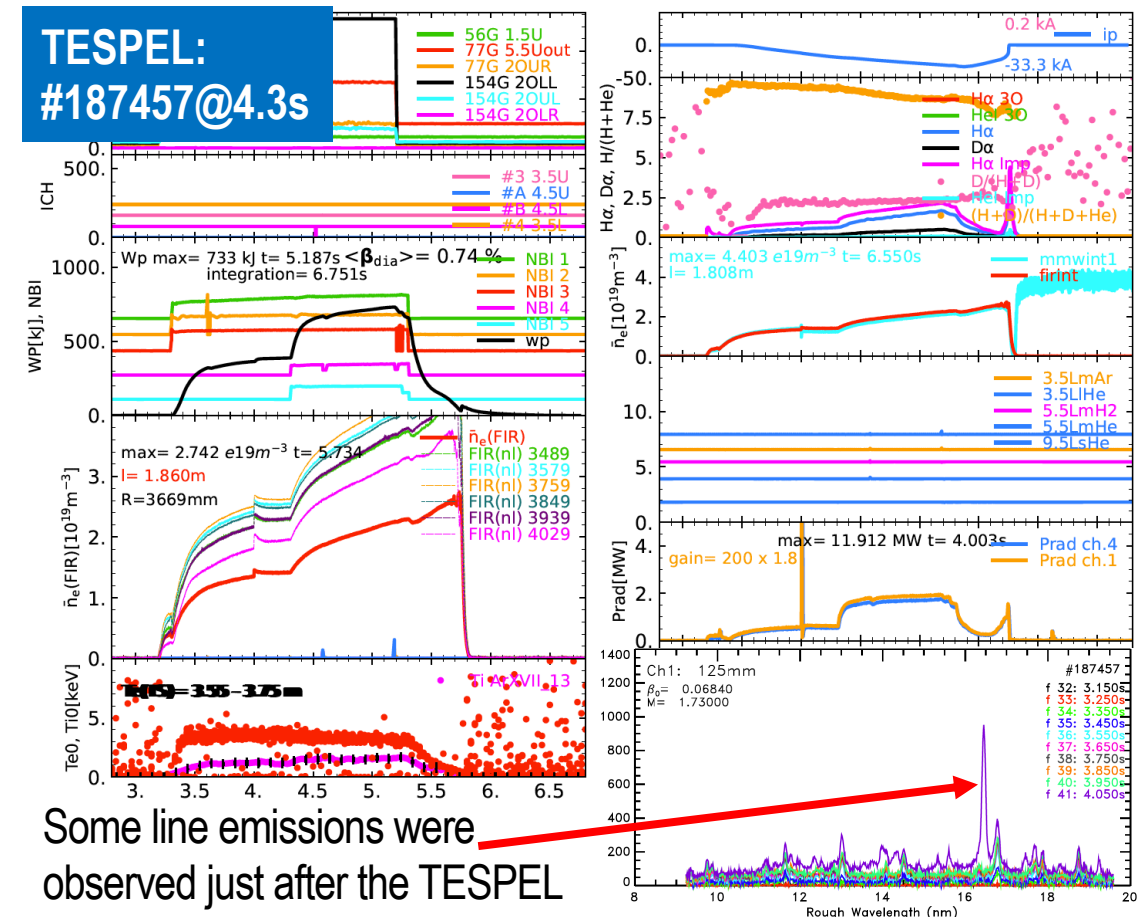 TESPEL:
#187457@4.3s
56G 1.5U
77G 5.5Uout
77G 2OUR
154G 2OLL
154G 2OUL
154G 2OLR
0.
500.
0.
ICH
#3 3.5U
#A 4.5U
#B 4.5L
#4 3.5L
Wp max= 733 kJ t= 5.187s <βdia>= 0.74 %
integration= 6.751s
1000.
500.
0.
WP[kJ], NBI
NBI 1
NBI 2
NBI 3
NBI 4
NBI 5
wp
max= 2.742 e19m⁻³ t= 5.734
l= 1.860m
R=3669mm
3.
2.
1.
0.
n̄e(FIR)[10¹⁹m⁻³]
n̄e(FIR)
FIR(nl) 3489
FIR(nl) 3579
FIR(nl) 3759
FIR(nl) 3849
FIR(nl) 3939
FIR(nl) 4029
Te0, Ti0[keV]
5.
0.
Ti ArXVII_13
3. 3.5 4. 4.5 5. 5.5 6. 6.5
Some line emissions were
observed just after the TESPEL
0.2 kA
ip
-33.3 kA
0.
-50.
Hα, Dα, H/(H+He)
7.5
5.
2.5
0.
Hα 3O
HeI 3O
Hα
Dα
Hα Imp
D/(H+D)
HeI Imp
(H+D)/(H+D+He)
max= 4.403 e19m⁻³ t= 6.550s
l= 1.808m
mmwint1
firint
n̄e[10¹⁹m⁻³]
4.
2.
0.
10.
5.
0.
3.5LmAr
3.5LlHe
5.5LmH2
5.5LmHe
9.5LsHe
max= 11.912 MW t= 4.003s
gain= 200 x 1.8
Prad ch.4
Prad ch.1
Prad[MW]
4.
2.
0.
Ch1: 125mm
β₀= 0.06840
M= 1.73000
#187457
f 32: 3.150s
f 33: 3.250s
f 34: 3.350s
f 35: 3.450s
f 36: 3.550s
f 37: 3.650s
f 38: 3.750s
f 39: 3.850s
f 40: 3.950s
f 41: 4.050s
1400
1200
1000
800
600
400
200
0
8 10 12 14 16 18 20
Rough Wavelength (nm)